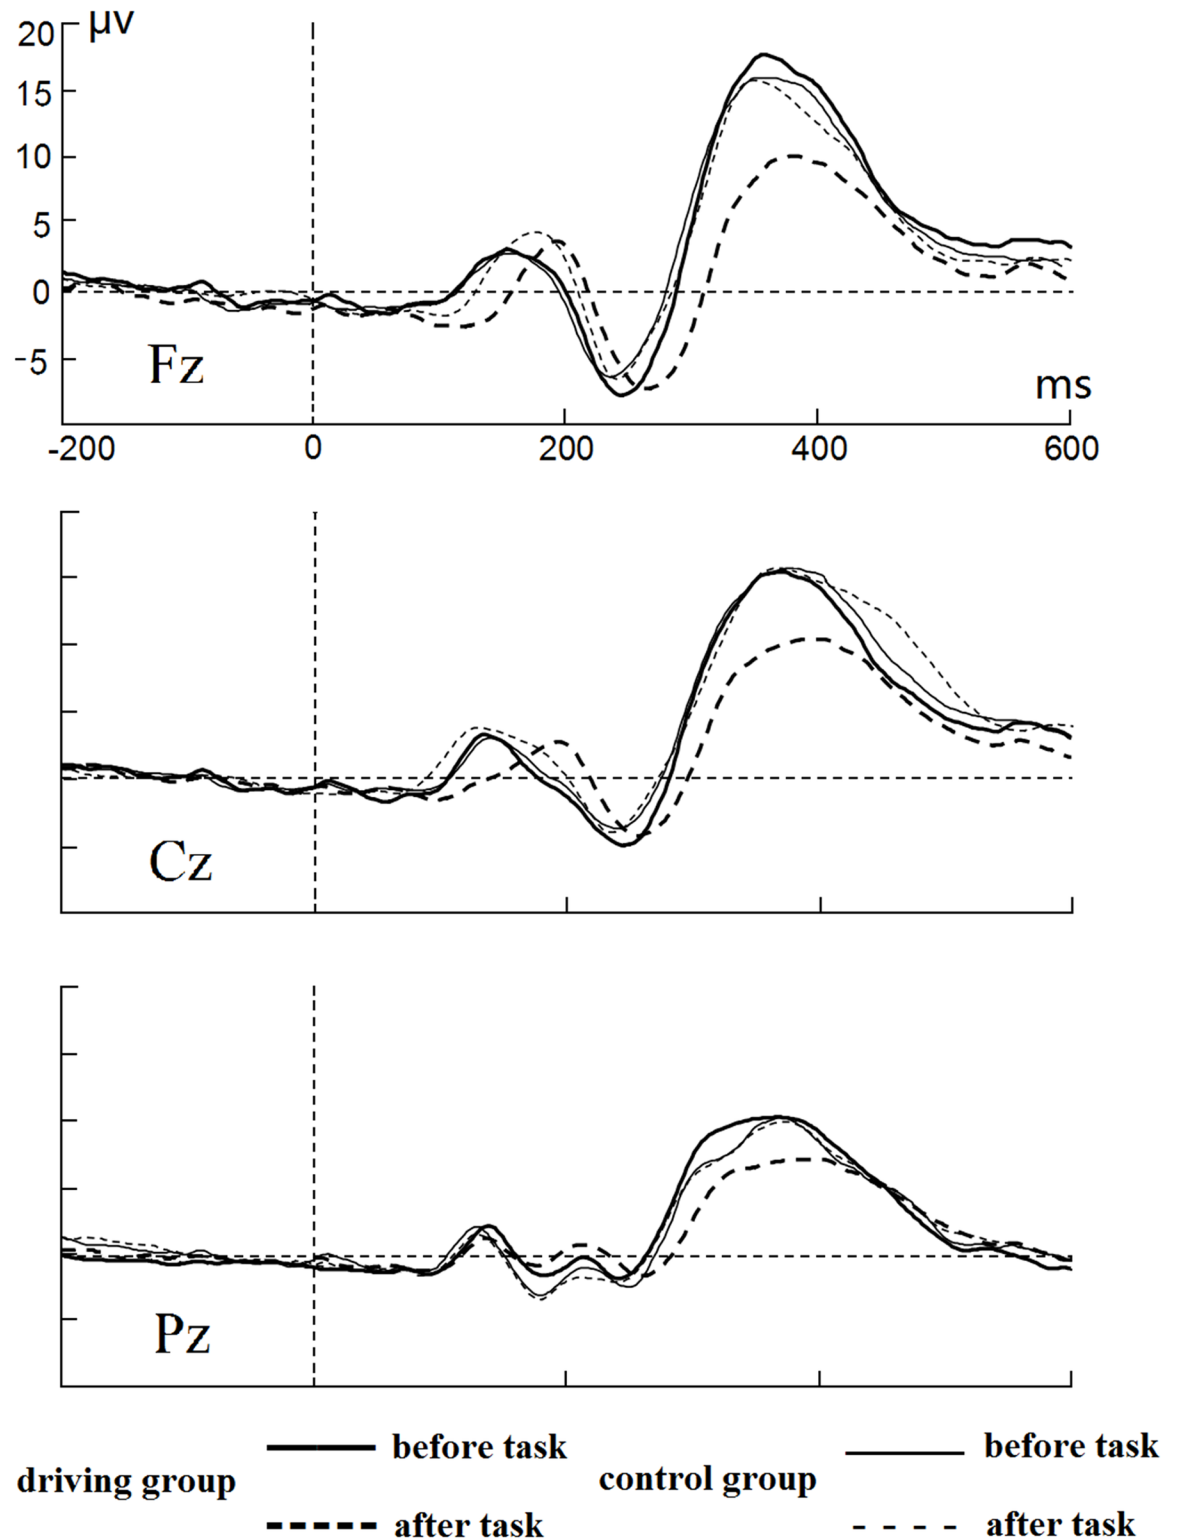 μv
20
15
10
5
0
-5
Fz
ms
-200 0 200 400 600
Cz
Pz
driving group before task control group before task
after task after task